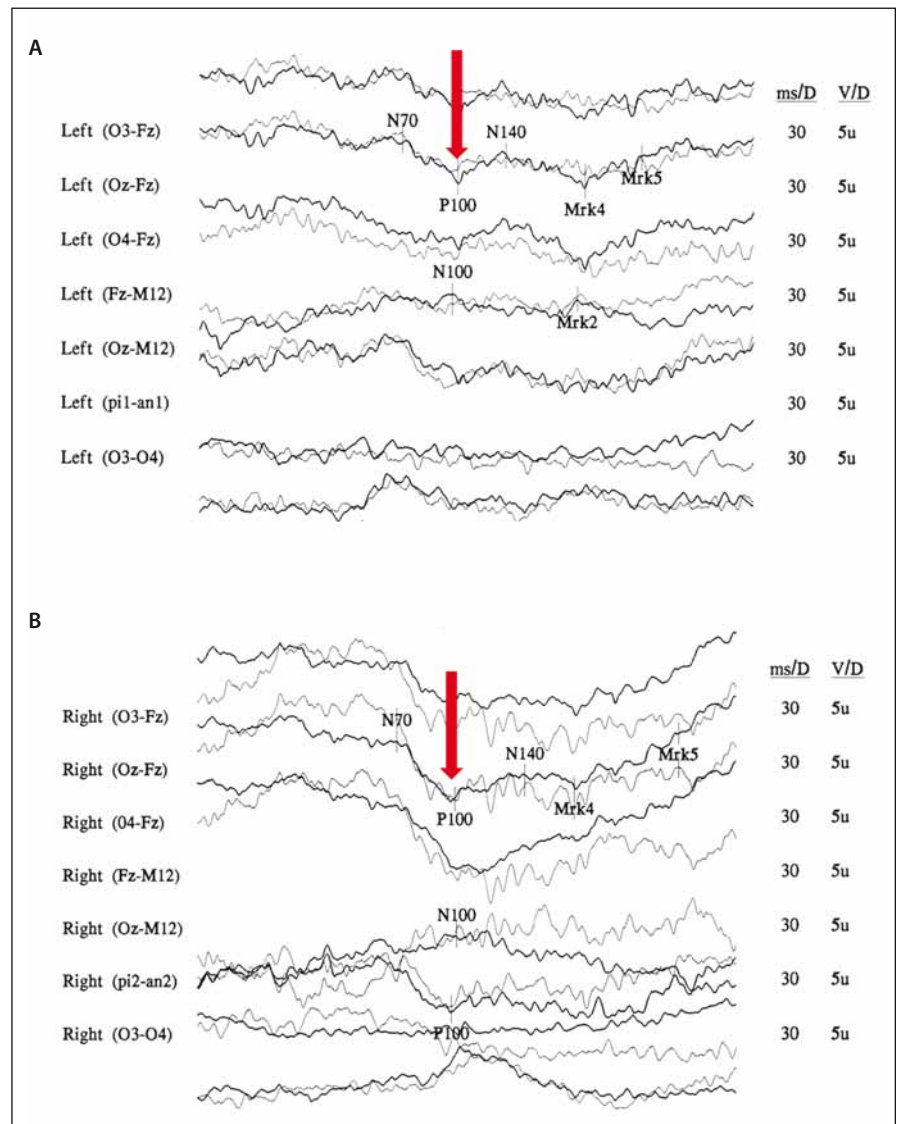 A
ms/D V/D
N70
Left (O3-Fz) N140 30 5u
Mrk5
Left (Oz-Fz) 30 5u
P100 Mrk4
Left (O4-Fz) 30 5u
N100
Left (Fz-M12) 30 5u
Mrk2
Left (Oz-M12) 30 5u
Left (pi1-an1) 30 5u
Left (O3-O4) 30 5u
B
ms/D V/D
Right (O3-Fz) N70 30 5u
N140 Mrk5
Right (Oz-Fz) 30 5u
P100 Mrk4
Right (04-Fz) 30 5u
Right (Fz-M12) 30 5u
N100
Right (Oz-M12) 30 5u
Right (pi2-an2) 30 5u
P100
Right (O3-O4) 30 5u